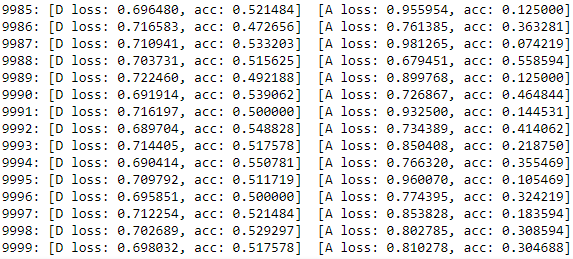 9985: [D loss: 0.696480, acc: 0.521484]  [A loss: 0.955954, acc: 0.125000]
9986: [D loss: 0.716583, acc: 0.472656]  [A loss: 0.761385, acc: 0.363281]
9987: [D loss: 0.710941, acc: 0.533203]  [A loss: 0.981265, acc: 0.074219]
9988: [D loss: 0.703731, acc: 0.515625]  [A loss: 0.679451, acc: 0.558594]
9989: [D loss: 0.722460, acc: 0.492188]  [A loss: 0.899768, acc: 0.125000]
9990: [D loss: 0.691914, acc: 0.539062]  [A loss: 0.726867, acc: 0.464844]
9991: [D loss: 0.716197, acc: 0.500000]  [A loss: 0.932500, acc: 0.144531]
9992: [D loss: 0.689704, acc: 0.548828]  [A loss: 0.734389, acc: 0.414062]
9993: [D loss: 0.714405, acc: 0.517578]  [A loss: 0.850408, acc: 0.218750]
9994: [D loss: 0.690414, acc: 0.550781]  [A loss: 0.766320, acc: 0.355469]
9995: [D loss: 0.709792, acc: 0.511719]  [A loss: 0.960070, acc: 0.105469]
9996: [D loss: 0.695851, acc: 0.500000]  [A loss: 0.774395, acc: 0.324219]
9997: [D loss: 0.712254, acc: 0.521484]  [A loss: 0.853828, acc: 0.183594]
9998: [D loss: 0.702689, acc: 0.529297]  [A loss: 0.802785, acc: 0.308594]
9999: [D loss: 0.698032, acc: 0.517578]  [A loss: 0.810278, acc: 0.304688]